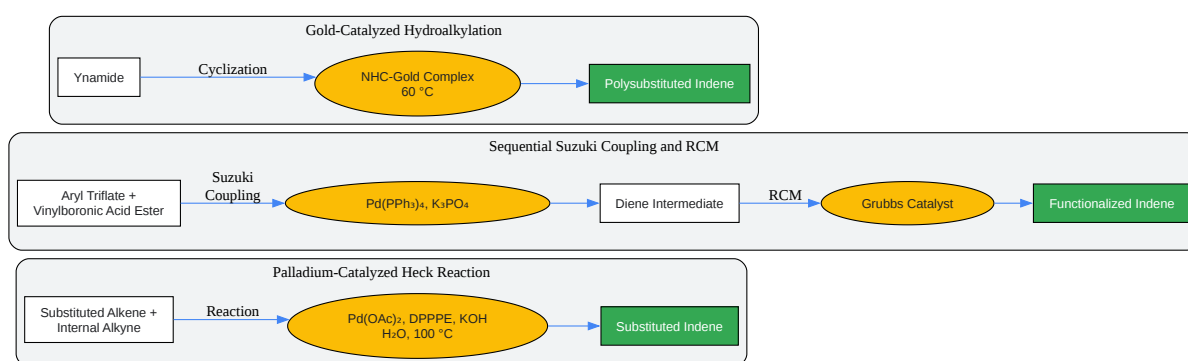 Gold-Catalyzed Hydroalkylation
Ynamide
Cyclization
NHC-Gold Complex
60 °C
Polysubstituted Indene
Sequential Suzuki Coupling and RCM
Aryl Triflate +
Vinylboronic Acid Ester
Suzuki
Coupling
Pd(PPh₃)₄, K₃PO₄
Diene Intermediate
RCM
Grubbs Catalyst
Functionalized Indene
Palladium-Catalyzed Heck Reaction
Substituted Alkene +
Internal Alkyne
Reaction
Pd(OAc)₂, DPPPE, KOH
H₂O, 100 °C
Substituted Indene